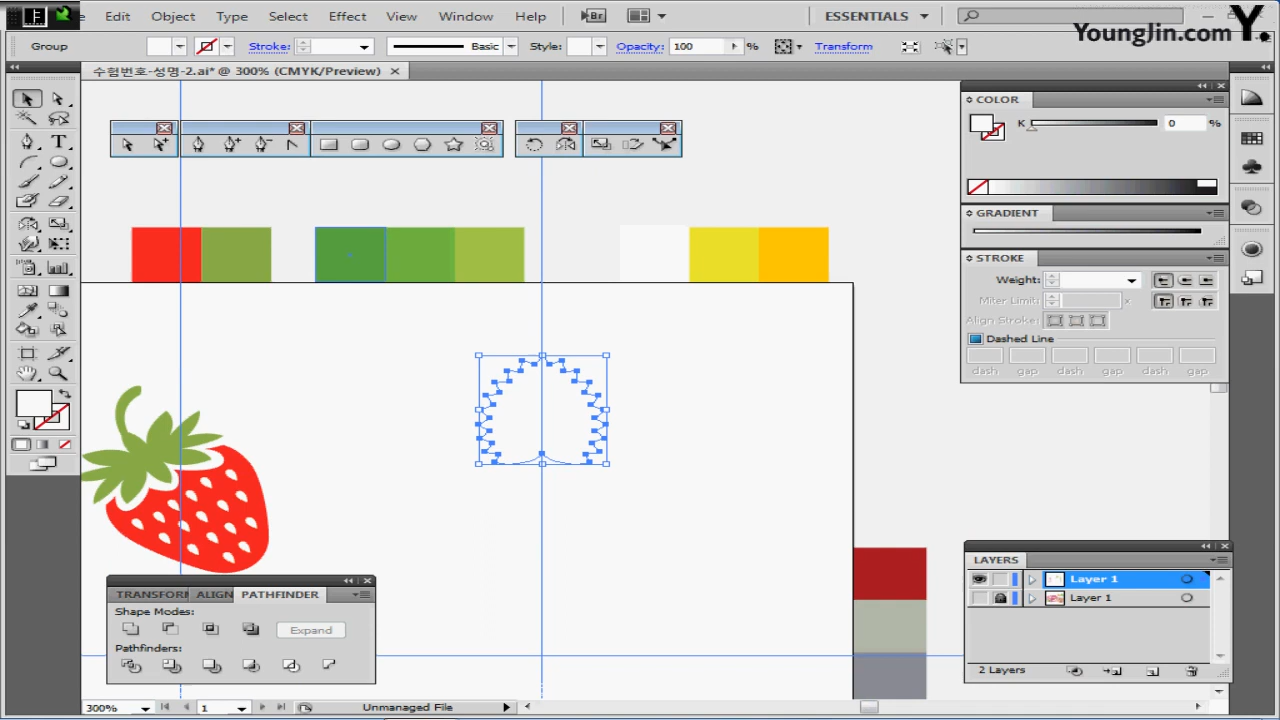 Edit Object Type Select Effect View Window Help Br ESSENTIALS
YoungJin.com Y.
Group Stroke: Basic Style: Opacity: 100 % Transform
수험번호-성명-2.ai* @ 300% (CMYK/Preview)
COLOR
K 0 %
GRADIENT
STROKE
Weight:
Miter Limit: x
Align Stroke:
Dashed Line
dash gap dash gap dash gap
LAYERS
Layer 1
Layer 1
2 Layers
TRANSFORM ALIGN PATHFINDER
Shape Modes:
Expand
Pathfinders:
300% 1 Unmanaged File